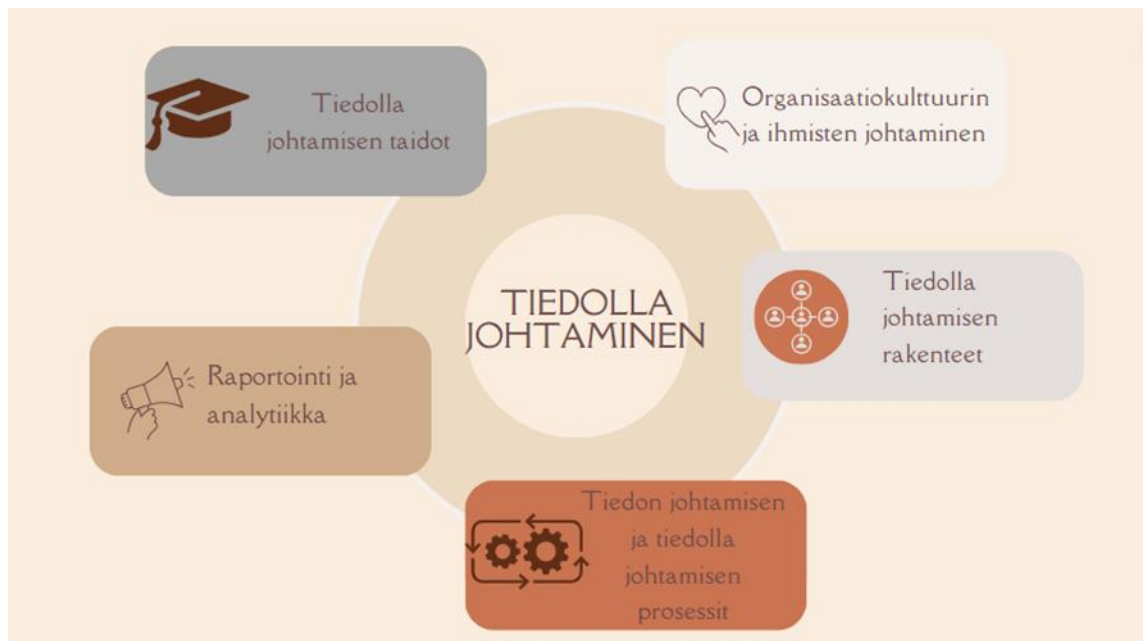 Tiedolla
johtamisen taidot
Organisaatiokulttuurin
ja ihmisten johtaminen
TIEDOLLA
JOHTAMINEN
Tiedolla
johtamisen
rakenteet
Raportointi ja
analytiikka
Tiedon johtamisen
ja tiedolla
johtamisen
prosessit